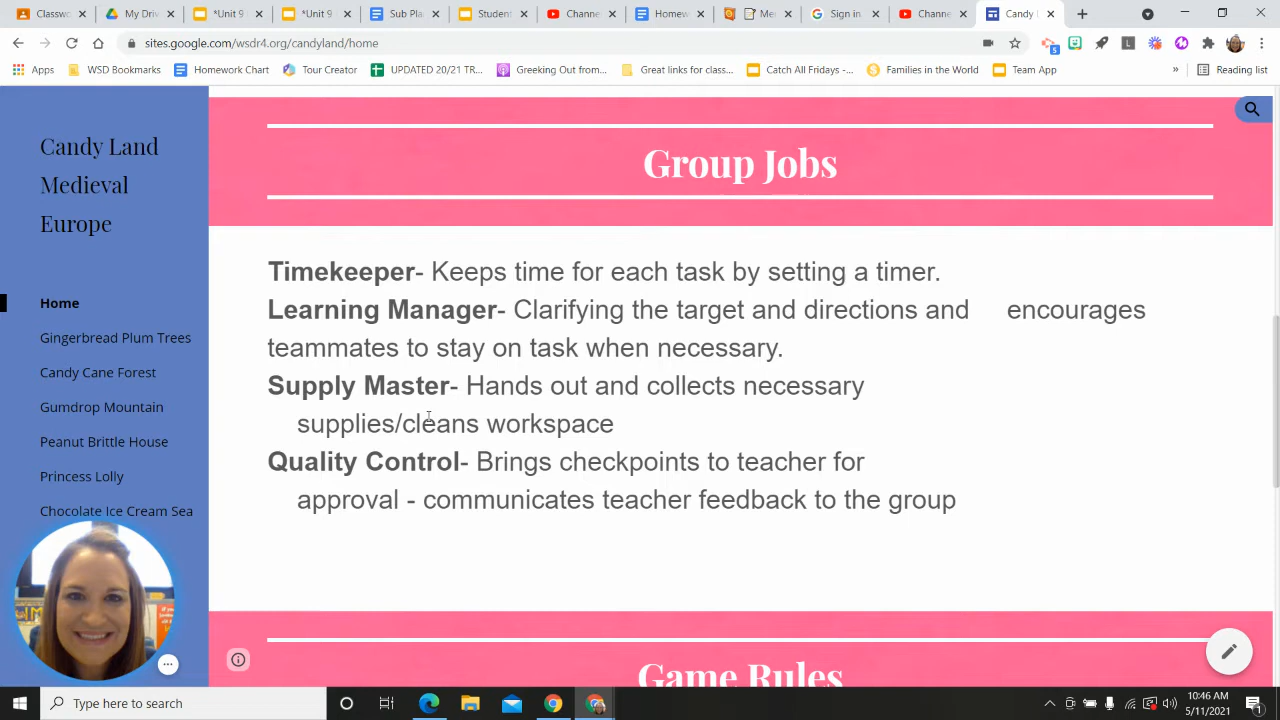 Classwo
My Driv
*Unit 9
*Unit 9
Sub Pla
Student
Channe
Homew
Me
Sign in
Channe
Candy L
sites.google.com/wsdr4.org/candyland/home
5
L
Apps
WSD Bookmarks
Homework Chart
Tour Creator
UPDATED 20/21 TR...
Greeking Out from...
Great links for class...
Catch All Fridays -...
Families in the World
Team App
»
Reading list
Candy Land
Medieval
Europe
Home
Gingerbread Plum Trees
Candy Cane Forest
Gumdrop Mountain
Peanut Brittle House
Princess Lolly
Chocolate Ice Cream Sea
Group Jobs
Timekeeper- Keeps time for each task by setting a timer.
Learning Manager- Clarifying the target and directions and encourages
teammates to stay on task when necessary.
Supply Master- Hands out and collects necessary
supplies/cleans workspace
Quality Control- Brings checkpoints to teacher for
approval - communicates teacher feedback to the group
Game Rules
Type here to search
10:46 AM
5/11/2021
1